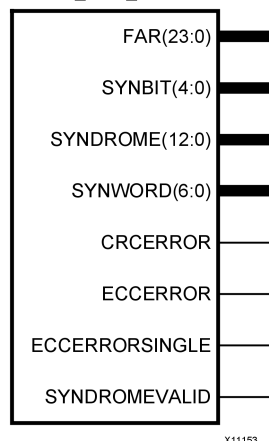 FAR(23:0)
SYNBIT(4:0)
SYNDROME(12:0)
SYNWORD(6:0)
CRCERROR
ECCERROR
ECCERRORSINGLE
SYNDROMEVALID
X11153